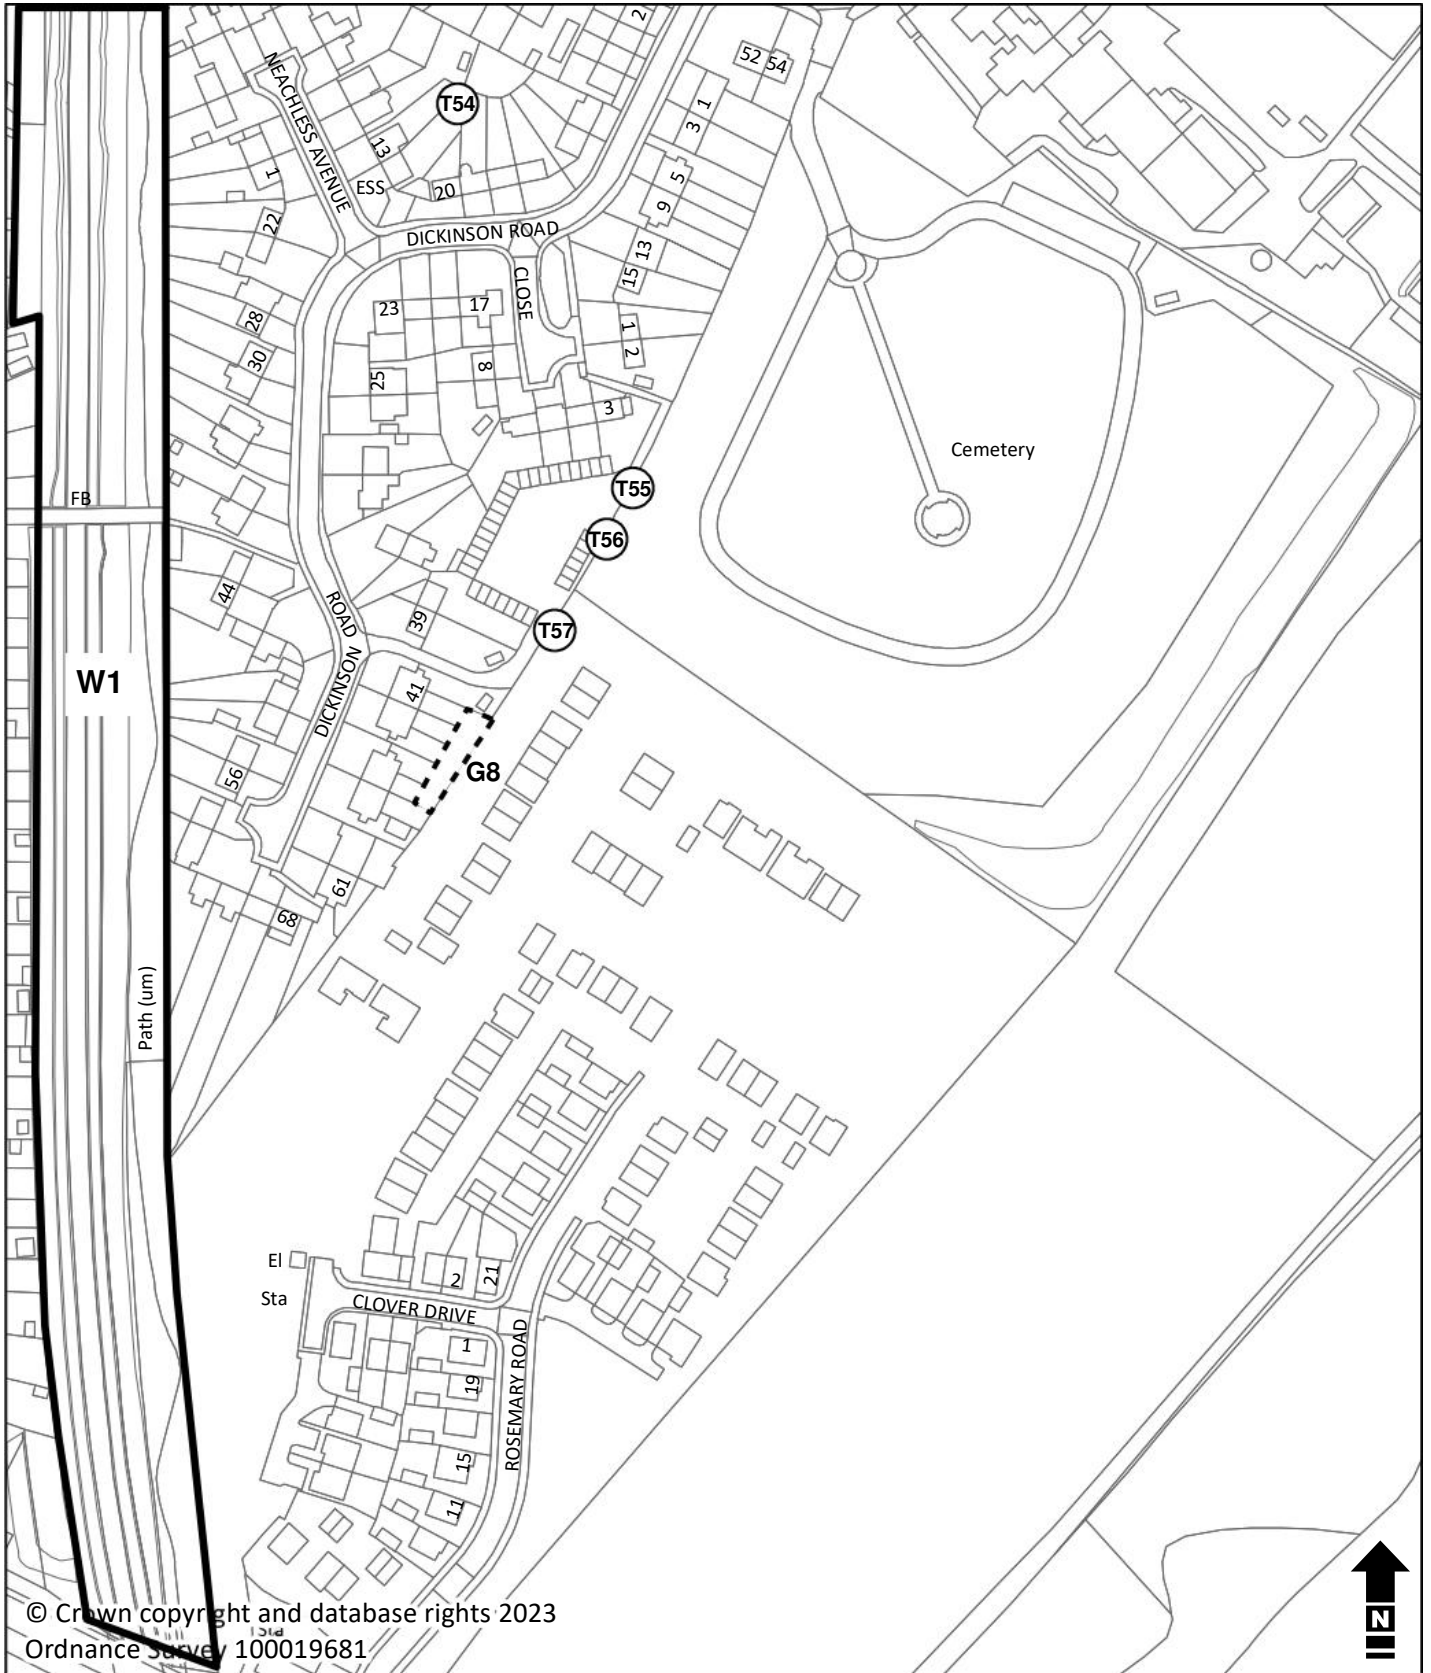 2
52 54
NEACHLESS AVENUE
T54
1
3
13
1
ESS
20
5
9
22
DICKINSON ROAD
13
15
CLOSE
23
17
28
1
2
30
25
8
3
Cemetery
T55
FB
T56
44
39
ROAD
T57
W1
41
DICKINSON
56
G8
61
68
Path (um)
El
Sta
2
21
CLOVER DRIVE
1
19
ROSEMARY ROAD
15
11
N
© Crown copyright and database rights 2023
Sta
Ordnance Survey 100019681